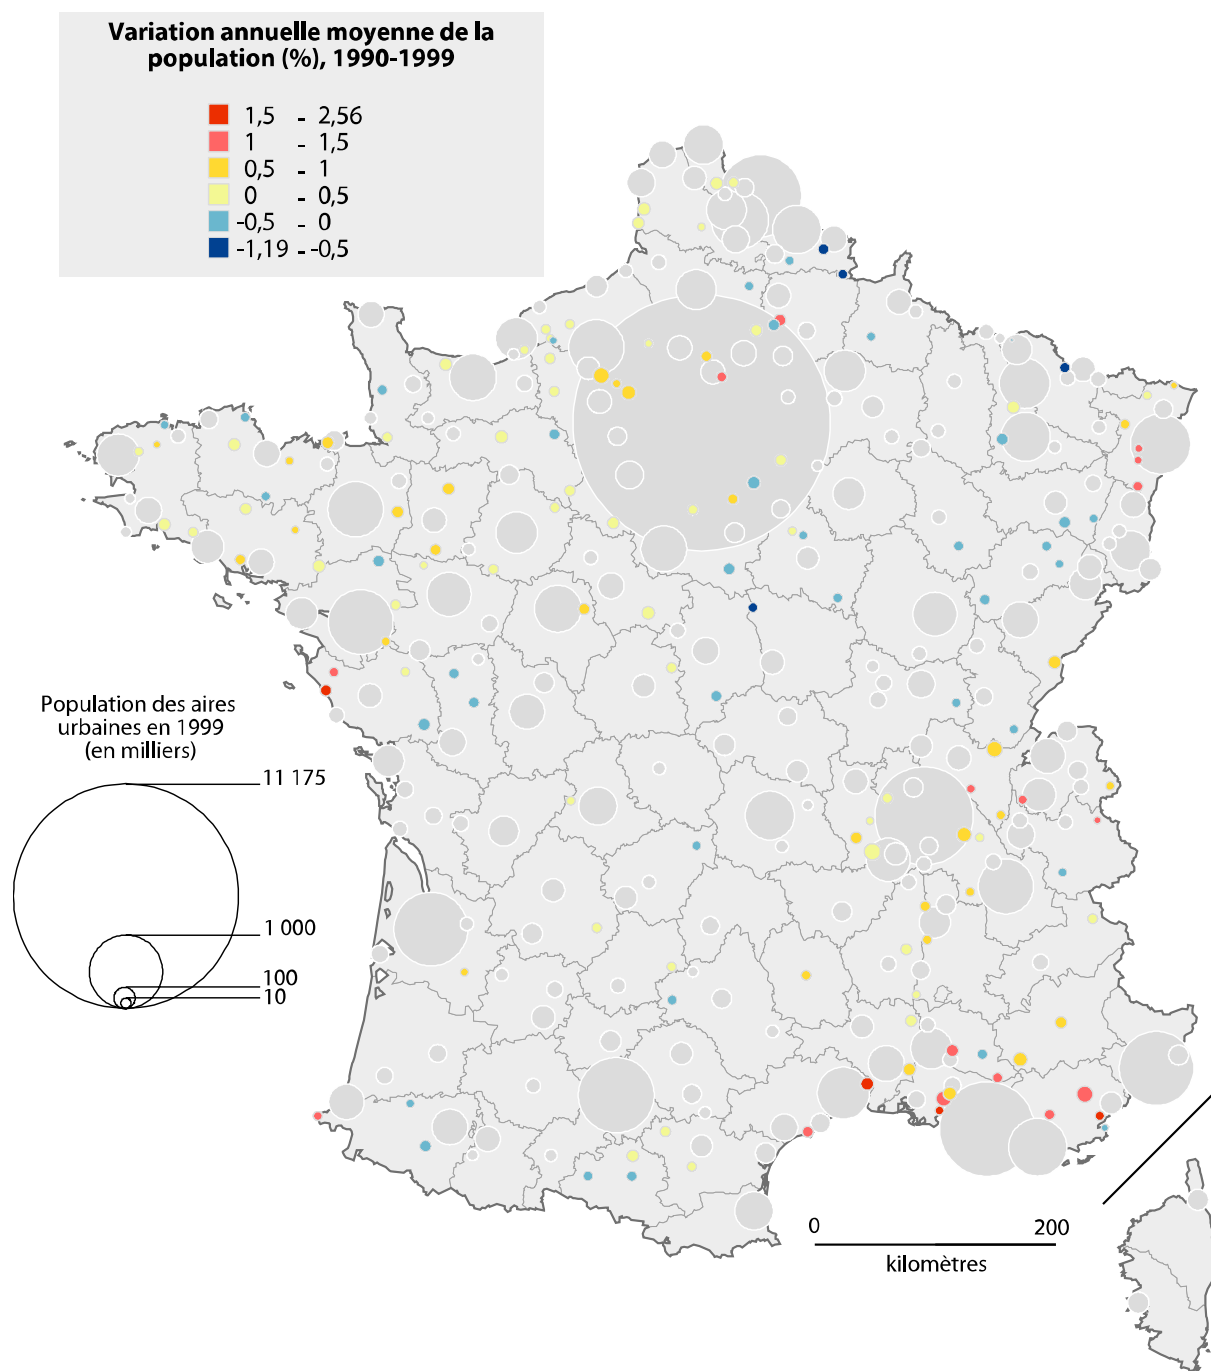 Variation annuelle moyenne de la
population (%), 1990-1999
1,5 - 2,56
1 - 1,5
0,5 - 1
0 - 0,5
-0,5 - 0
-1,19 - -0,5
Population des aires
urbaines en 1999
(en milliers)
11 175
1 000
100
10
0 200
kilomètres